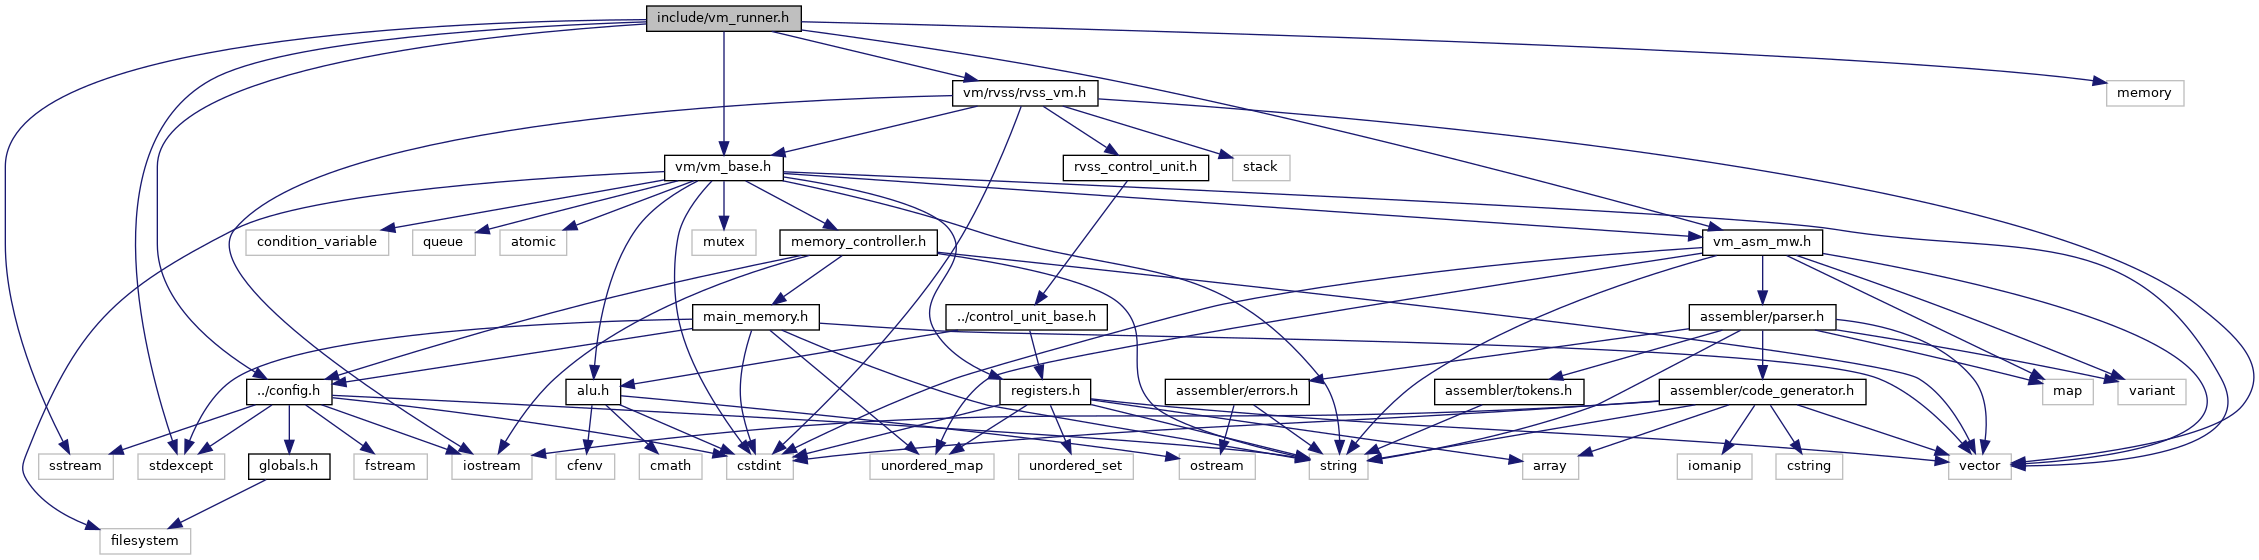 include/vm_runner.h
vm/rvss/rvss_vm.h
memory
vm/vm_base.h
rvss_control_unit.h
stack
condition_variable
queue
atomic
mutex
memory_controller.h
vm_asm_mw.h
main_memory.h
../control_unit_base.h
assembler/parser.h
../config.h
alu.h
registers.h
assembler/errors.h
assembler/tokens.h
assembler/code_generator.h
map
variant
sstream
stdexcept
globals.h
fstream
iostream
cfenv
cmath
cstdint
unordered_map
unordered_set
ostream
string
array
iomanip
cstring
vector
filesystem